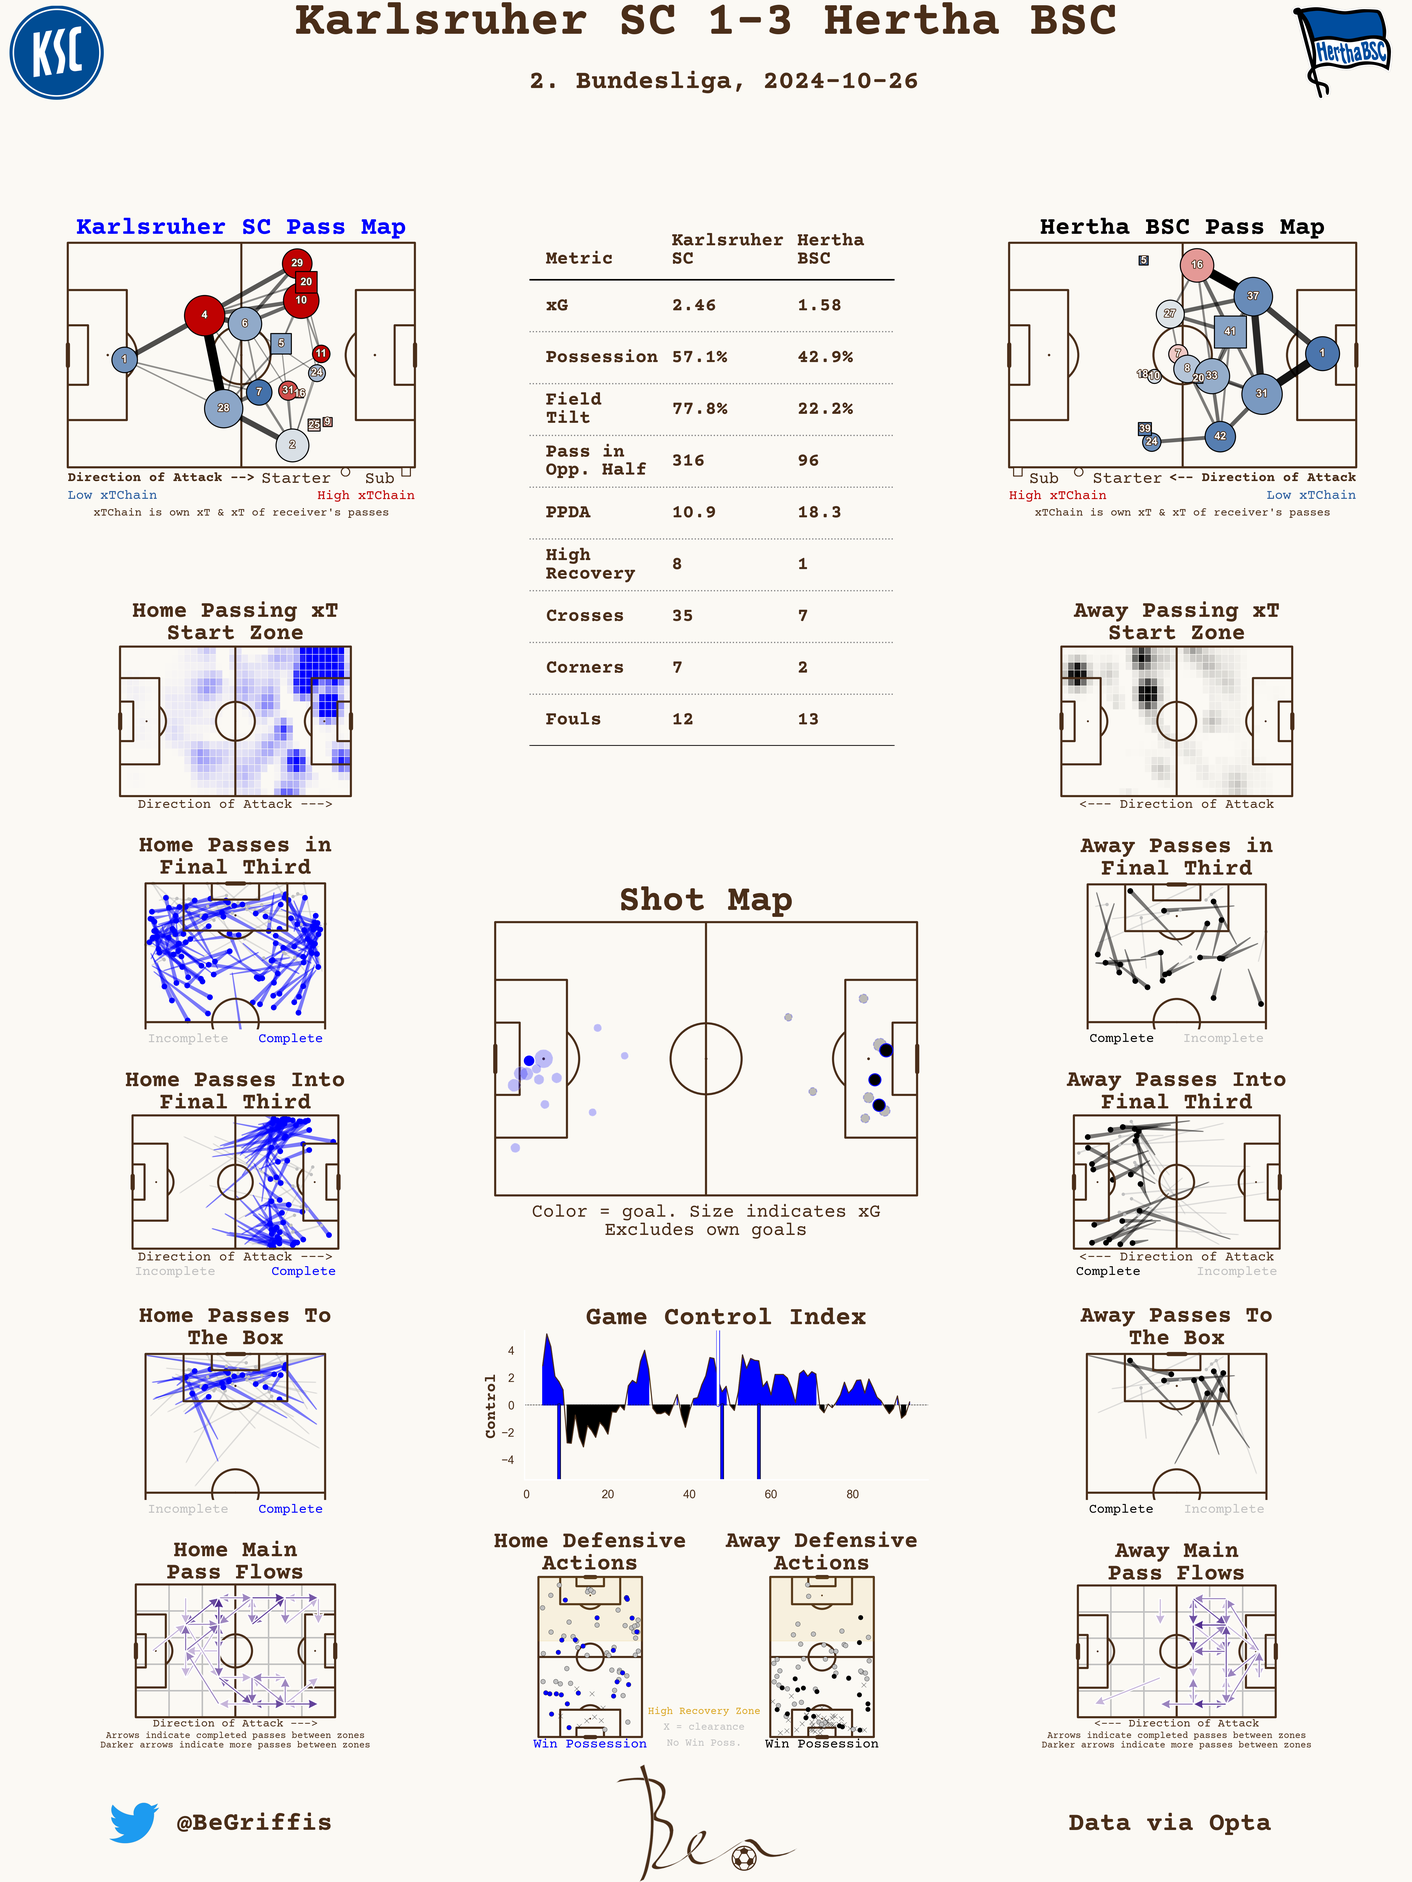 Karlsruher SC 1-3 Hertha BSC
2. Bundesliga, 2024-10-26
KSC
HerthaBSC
Karlsruher SC Pass Map
29
20
10
4
6
5
1
11
24
7
31
16
28
25
9
2
Direction of Attack --> Starter Sub
Low xTChain High xTChain
xTChain is own xT & xT of receiver's passes
Metric Karlsruher SC Hertha BSC
xG 2.46 1.58
Possession 57.1% 42.9%
Field Tilt 77.8% 22.2%
Pass in Opp. Half 316 96
PPDA 10.9 18.3
High Recovery 8 1
Crosses 35 7
Corners 7 2
Fouls 12 13
Hertha BSC Pass Map
5
16
37
27
41
7
1
8
18
10
20
33
31
39
24
42
Sub Starter <-- Direction of Attack
High xTChain Low xTChain
xTChain is own xT & xT of receiver's passes
Home Passing xT
Start Zone
Direction of Attack --->
Away Passing xT
Start Zone
<--- Direction of Attack
Home Passes in
Final Third
Incomplete Complete
Away Passes in
Final Third
Complete Incomplete
Shot Map
Color = goal. Size indicates xG
Excludes own goals
Home Passes Into
Final Third
Direction of Attack --->
Incomplete Complete
Away Passes Into
Final Third
<--- Direction of Attack
Complete Incomplete
Home Passes To
The Box
Incomplete Complete
Game Control Index
Control
4
2
0
−2
−4
0 20 40 60 80
Away Passes To
The Box
Complete Incomplete
Home Main
Pass Flows
Direction of Attack --->
Arrows indicate completed passes between zones
Darker arrows indicate more passes between zones
Home Defensive
Actions
Win Possession
High Recovery Zone
X = clearance
No Win Poss.
Away Defensive
Actions
Win Possession
Away Main
Pass Flows
<--- Direction of Attack
Arrows indicate completed passes between zones
Darker arrows indicate more passes between zones
@BeGriffis
Ben
Data via Opta